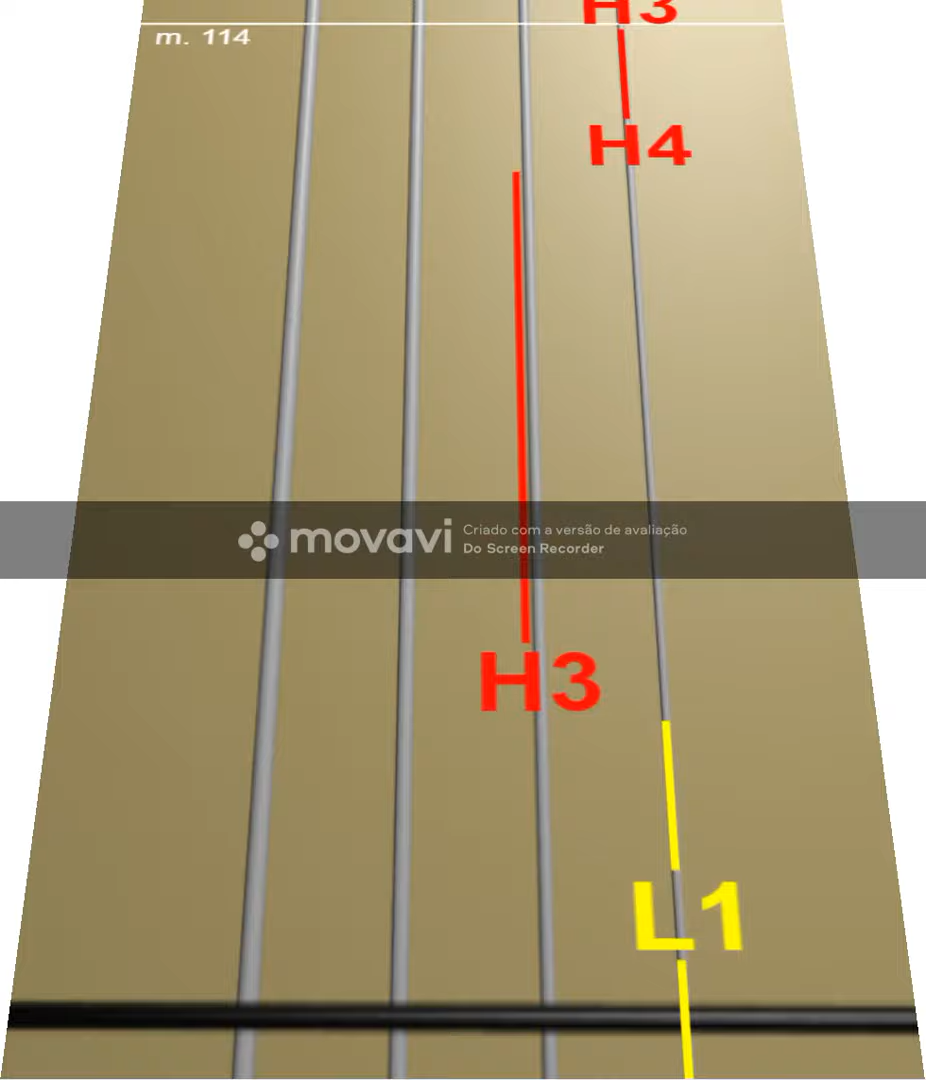 H3
m. 114
H4
movavi
Criado com a versão de avaliação
Do Screen Recorder
H3
L1